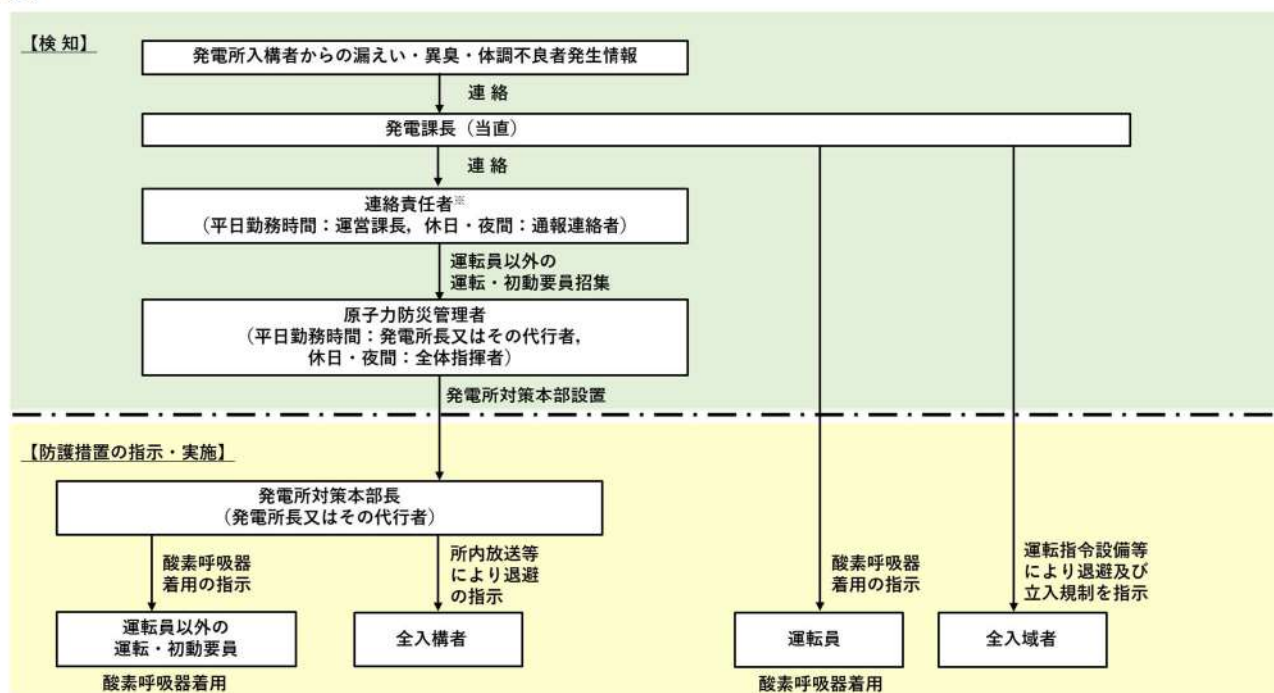 【検 知】
発電所入構者からの漏えい・異臭・体調不良者発生情報
連 絡
発電課長（当直）
連 絡
連絡責任者※
（平日勤務時間：運営課長，休日・夜間：通報連絡者）
運転員以外の
運転・初動要員招集
原子力防災管理者
（平日勤務時間：発電所長又はその代行者，
休日・夜間：全体指揮者）
発電所対策本部設置
【防護措置の指示・実施】
発電所対策本部長
（発電所長又はその代行者）
酸素呼吸器
着用の指示
所内放送等
により退避
の指示
酸素呼吸器
着用の指示
運転指令設備等
により退避及び
立入規制を指示
運転員以外の
運転・初動要員
全入構者
運転員
全入域者
酸素呼吸器着用
酸素呼吸器着用